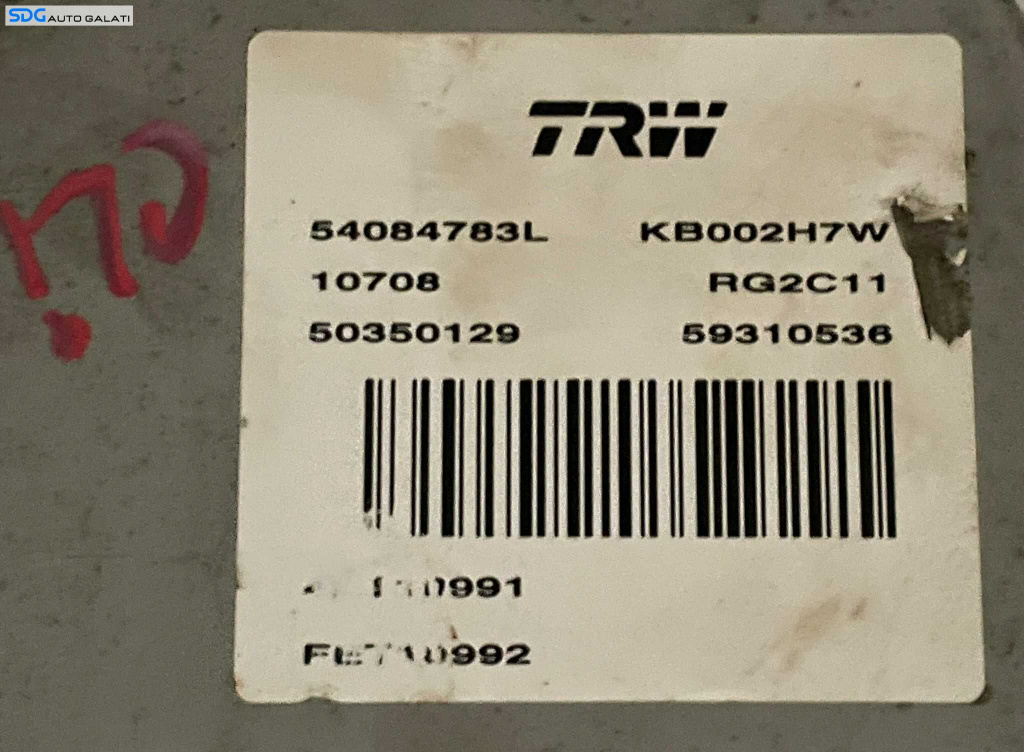 SDG AUTO GALATI
TRW
54084783L KB002H7W
10708 RG2C11
50350129 59310536